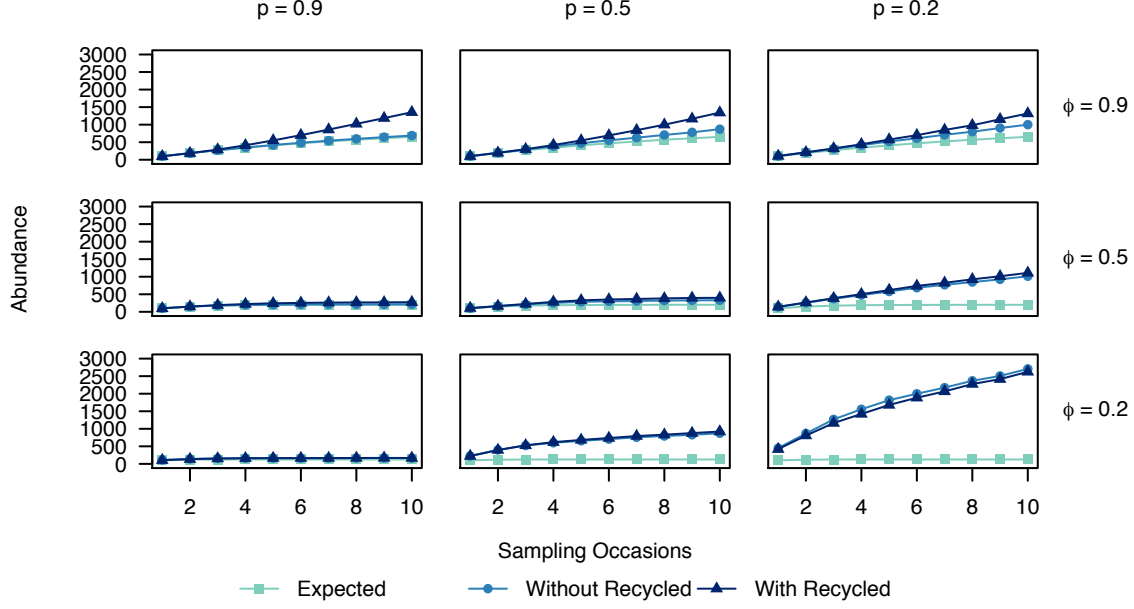 p = 0.9 p = 0.5 p = 0.2
3000
2500
2000
1500
1000
500
0
ϕ = 0.9
3000
2500
2000
1500
1000
500
0
ϕ = 0.5
Abundance
3000
2500
2000
1500
1000
500
0
ϕ = 0.2
2 4 6 8 10 2 4 6 8 10 2 4 6 8 10
Sampling Occasions
Expected Without Recycled With Recycled